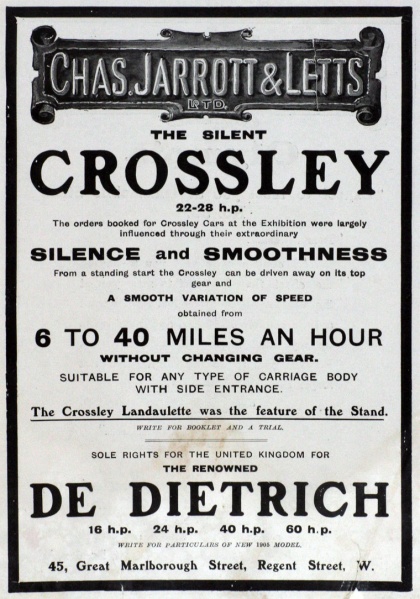 CHAS. JARROTT & LETTS
LTD.
THE SILENT
CROSSLEY
22-28 h.p.
The orders booked for Crossley Cars at the Exhibition were largely
influenced through their extraordinary
SILENCE and SMOOTHNESS
From a standing start the Crossley can be driven away on its top
gear and
A SMOOTH VARIATION OF SPEED
obtained from
6 TO 40 MILES AN HOUR
WITHOUT CHANGING GEAR.
SUITABLE FOR ANY TYPE OF CARRIAGE BODY
WITH SIDE ENTRANCE.
The Crossley Landaulette was the feature of the Stand.
WRITE FOR BOOKLET AND A TRIAL.
SOLE RIGHTS FOR THE UNITED KINGDOM FOR
THE RENOWNED
DE DIETRICH
16 h.p. 24 h.p. 40 h.p. 60 h.p.
WRITE FOR PARTICULARS OF NEW 1905 MODEL.
45, Great Marlborough Street, Regent Street, W.